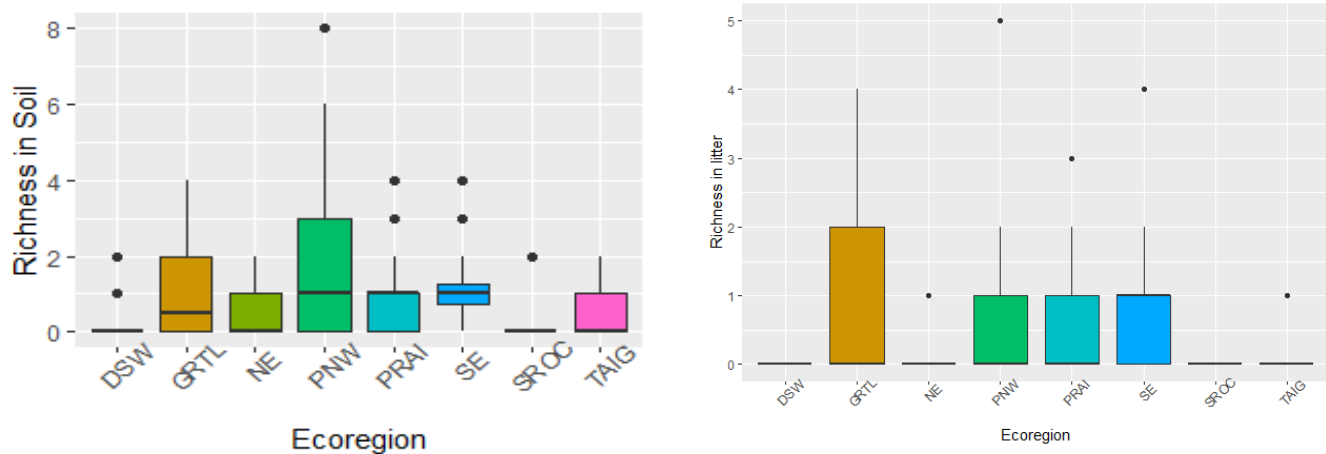 Richness in Soil
8
6
4
2
0
DSW GRTL NE PNW PRAI SE SROC TAIG
Ecoregion
Richness in litter
5
4
3
2
1
0
DSW GRTL NE PNW PRAI SE SROC TAIG
Ecoregion